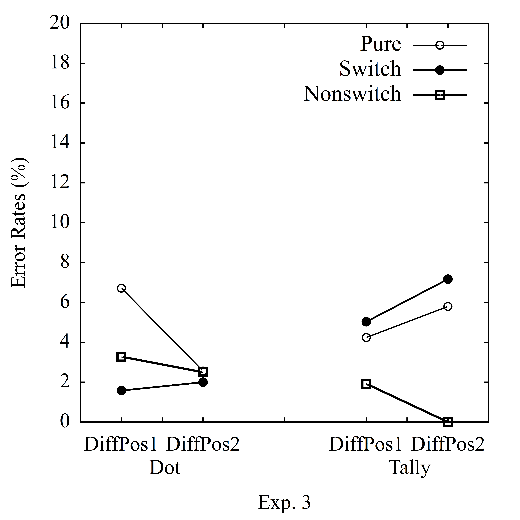 20
18
16
14
12
10
8
6
4
2
0
Error Rates (%)
Pure
Switch
Nonswitch
DiffPos1 DiffPos2 DiffPos1 DiffPos2
Dot Tally
Exp. 3